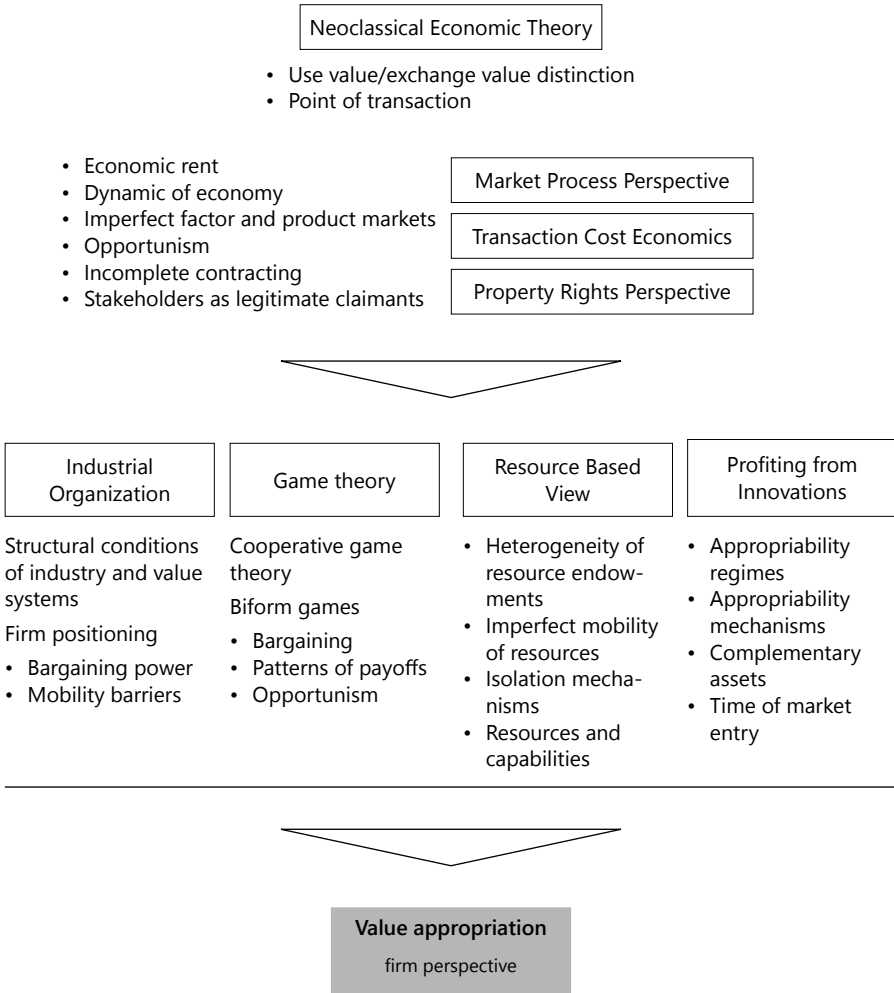 Neoclassical Economic Theory
• Use value/exchange value distinction
• Point of transaction
• Economic rent
• Dynamic of economy
• Imperfect factor and product markets
• Opportunism
• Incomplete contracting
• Stakeholders as legitimate claimants
Market Process Perspective
Transaction Cost Economics
Property Rights Perspective
Industrial
Organization
Structural conditions
of industry and value
systems
Firm positioning
• Bargaining power
• Mobility barriers
Game theory
Cooperative game
theory
Biform games
• Bargaining
• Patterns of payoffs
• Opportunism
Resource Based
View
• Heterogeneity of
resource endow-
ments
• Imperfect mobility
of resources
• Isolation mecha-
nisms
• Resources and
capabilities
Profiting from
Innovations
• Appropriability
regimes
• Appropriability
mechanisms
• Complementary
assets
• Time of market
entry
Value appropriation
firm perspective